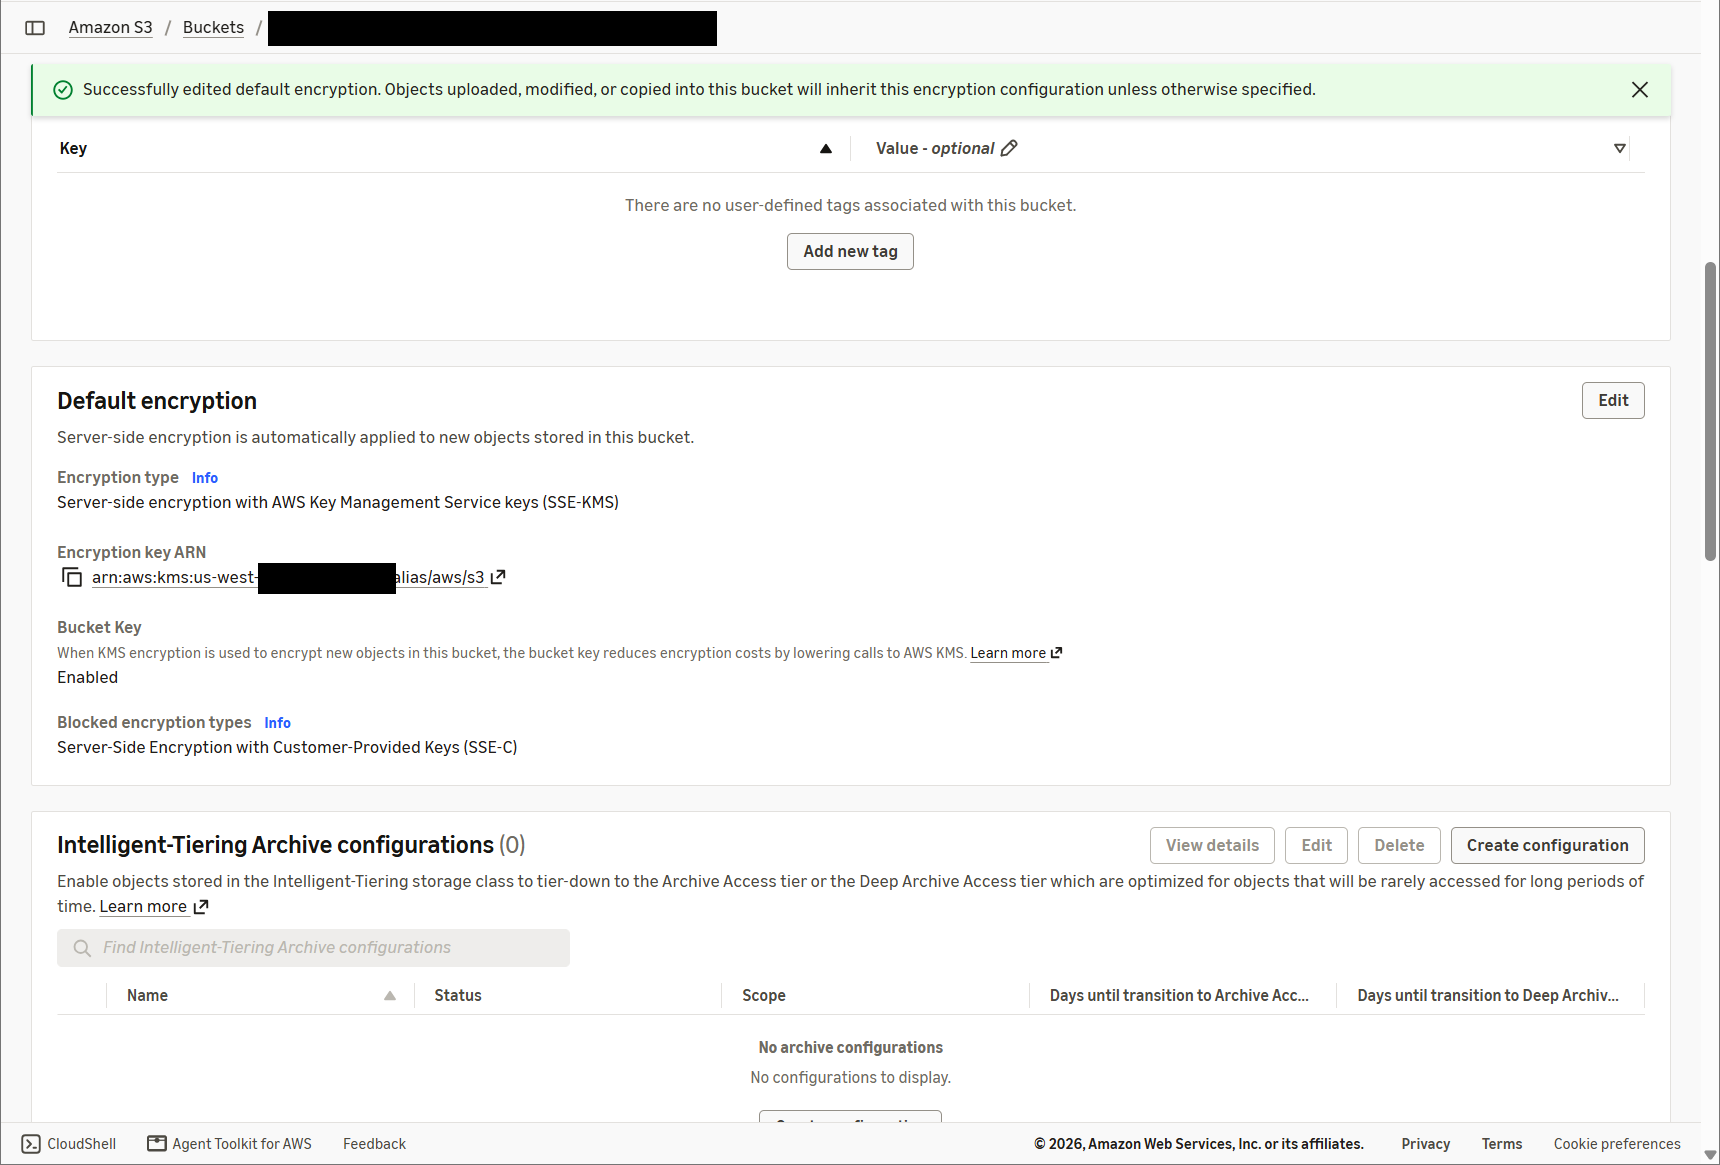 Amazon S3 / Buckets /
Successfully edited default encryption. Objects uploaded, modified, or copied into this bucket will inherit this encryption configuration unless otherwise specified.
Key Value - optional
There are no user-defined tags associated with this bucket.
Add new tag
Default encryption Edit
Server-side encryption is automatically applied to new objects stored in this bucket.
Encryption type Info
Server-side encryption with AWS Key Management Service keys (SSE-KMS)
Encryption key ARN
arn:aws:kms:us-west- alias/aws/s3
Bucket Key
When KMS encryption is used to encrypt new objects in this bucket, the bucket key reduces encryption costs by lowering calls to AWS KMS. Learn more
Enabled
Blocked encryption types Info
Server-Side Encryption with Customer-Provided Keys (SSE-C)
Intelligent-Tiering Archive configurations (0) View details Edit Delete Create configuration
Enable objects stored in the Intelligent-Tiering storage class to tier-down to the Archive Access tier or the Deep Archive Access tier which are optimized for objects that will be rarely accessed for long periods of
time. Learn more
Find Intelligent-Tiering Archive configurations
Name Status Scope Days until transition to Archive Acc... Days until transition to Deep Archiv...
No archive configurations
No configurations to display.
CloudShell Agent Toolkit for AWS Feedback © 2026, Amazon Web Services, Inc. or its affiliates. Privacy Terms Cookie preferences